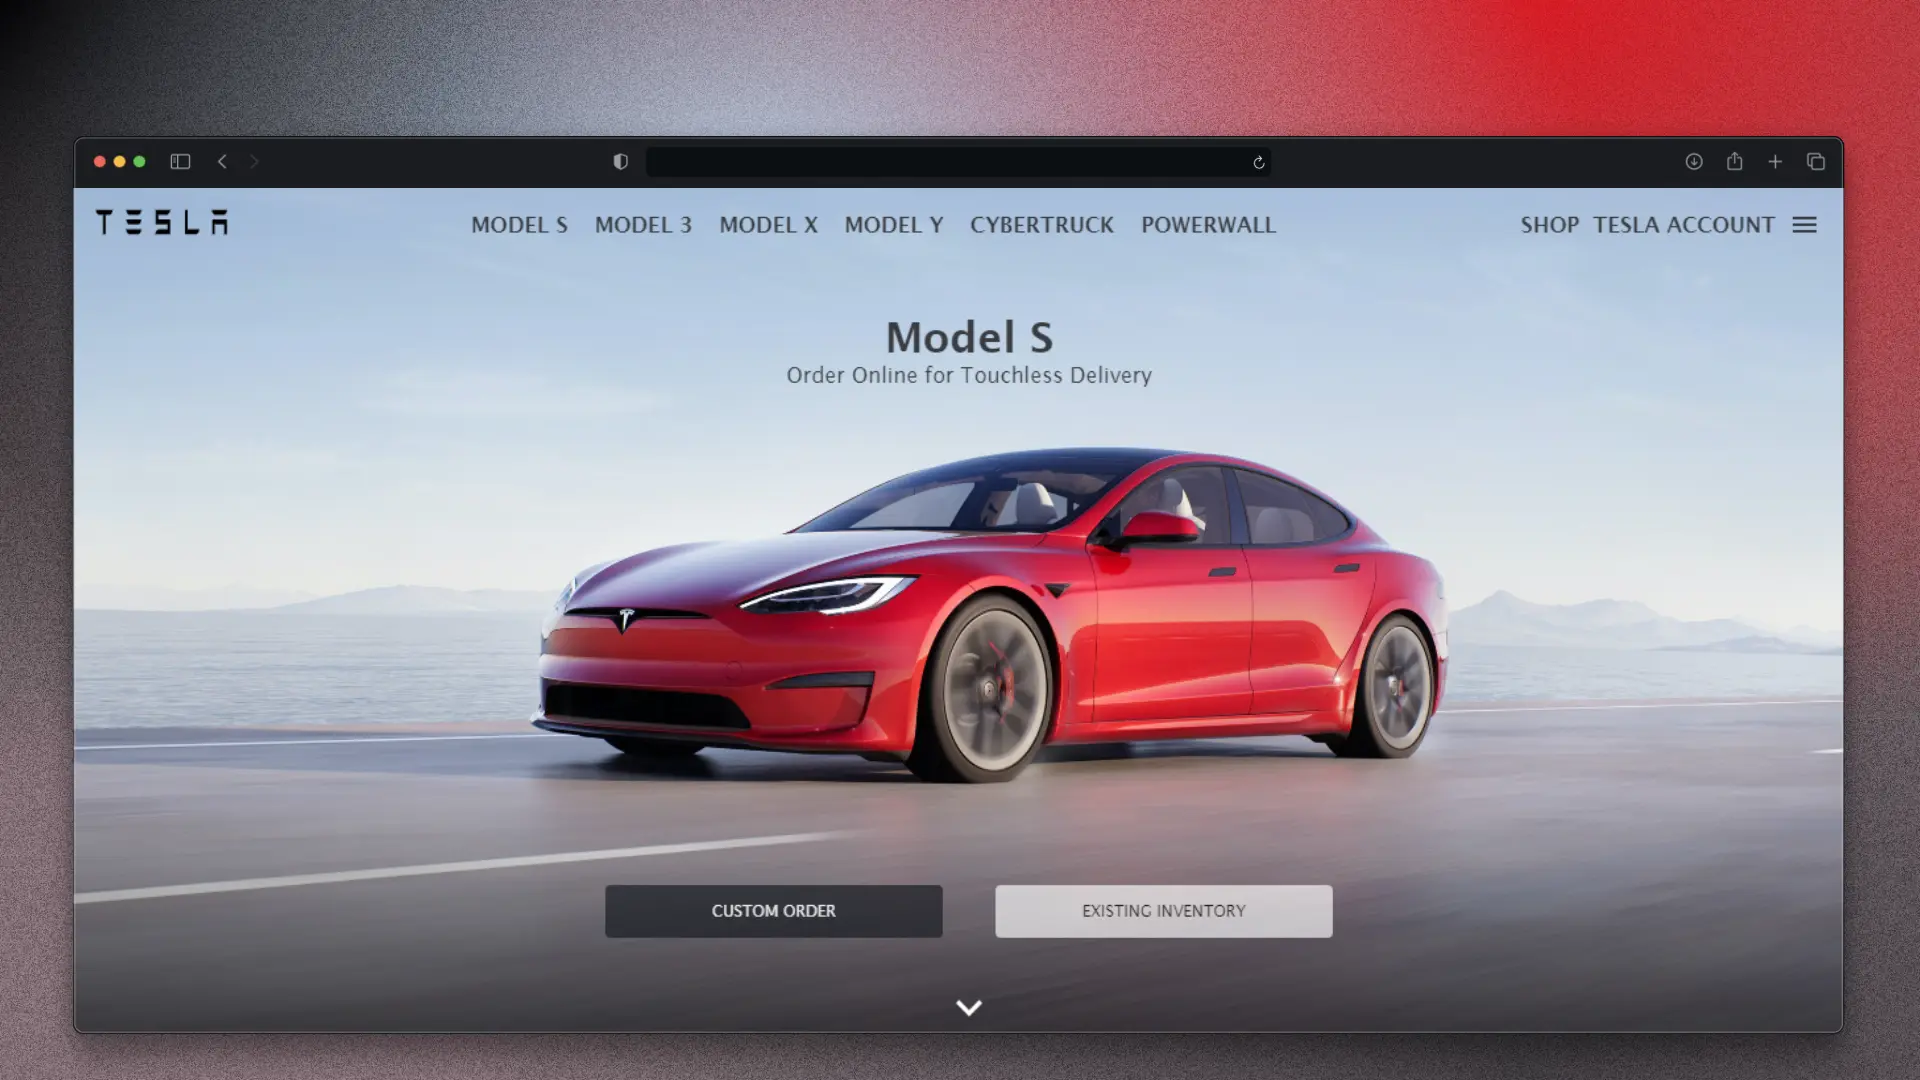 TESLA MODEL S MODEL 3 MODEL X MODEL Y CYBERTRUCK POWERWALL SHOP TESLA ACCOUNT
Model S
Order Online for Touchless Delivery
CUSTOM ORDER EXISTING INVENTORY